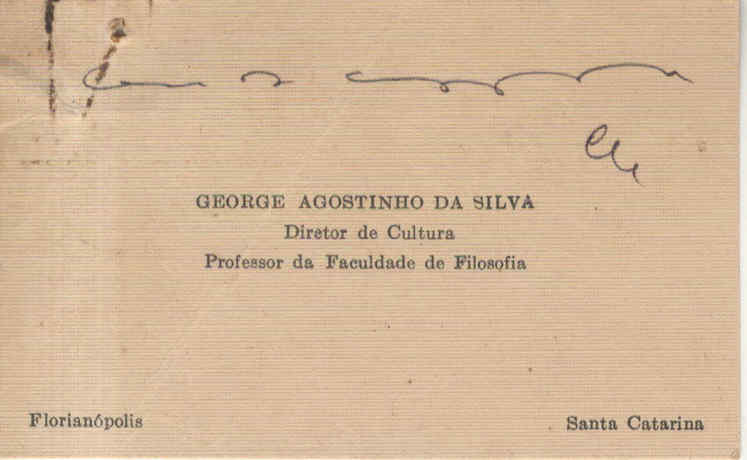 GEORGE AGOSTINHO DA SILVA
Diretor de Cultura
Professor da Faculdade de Filosofia
Florianópolis
Santa Catarina